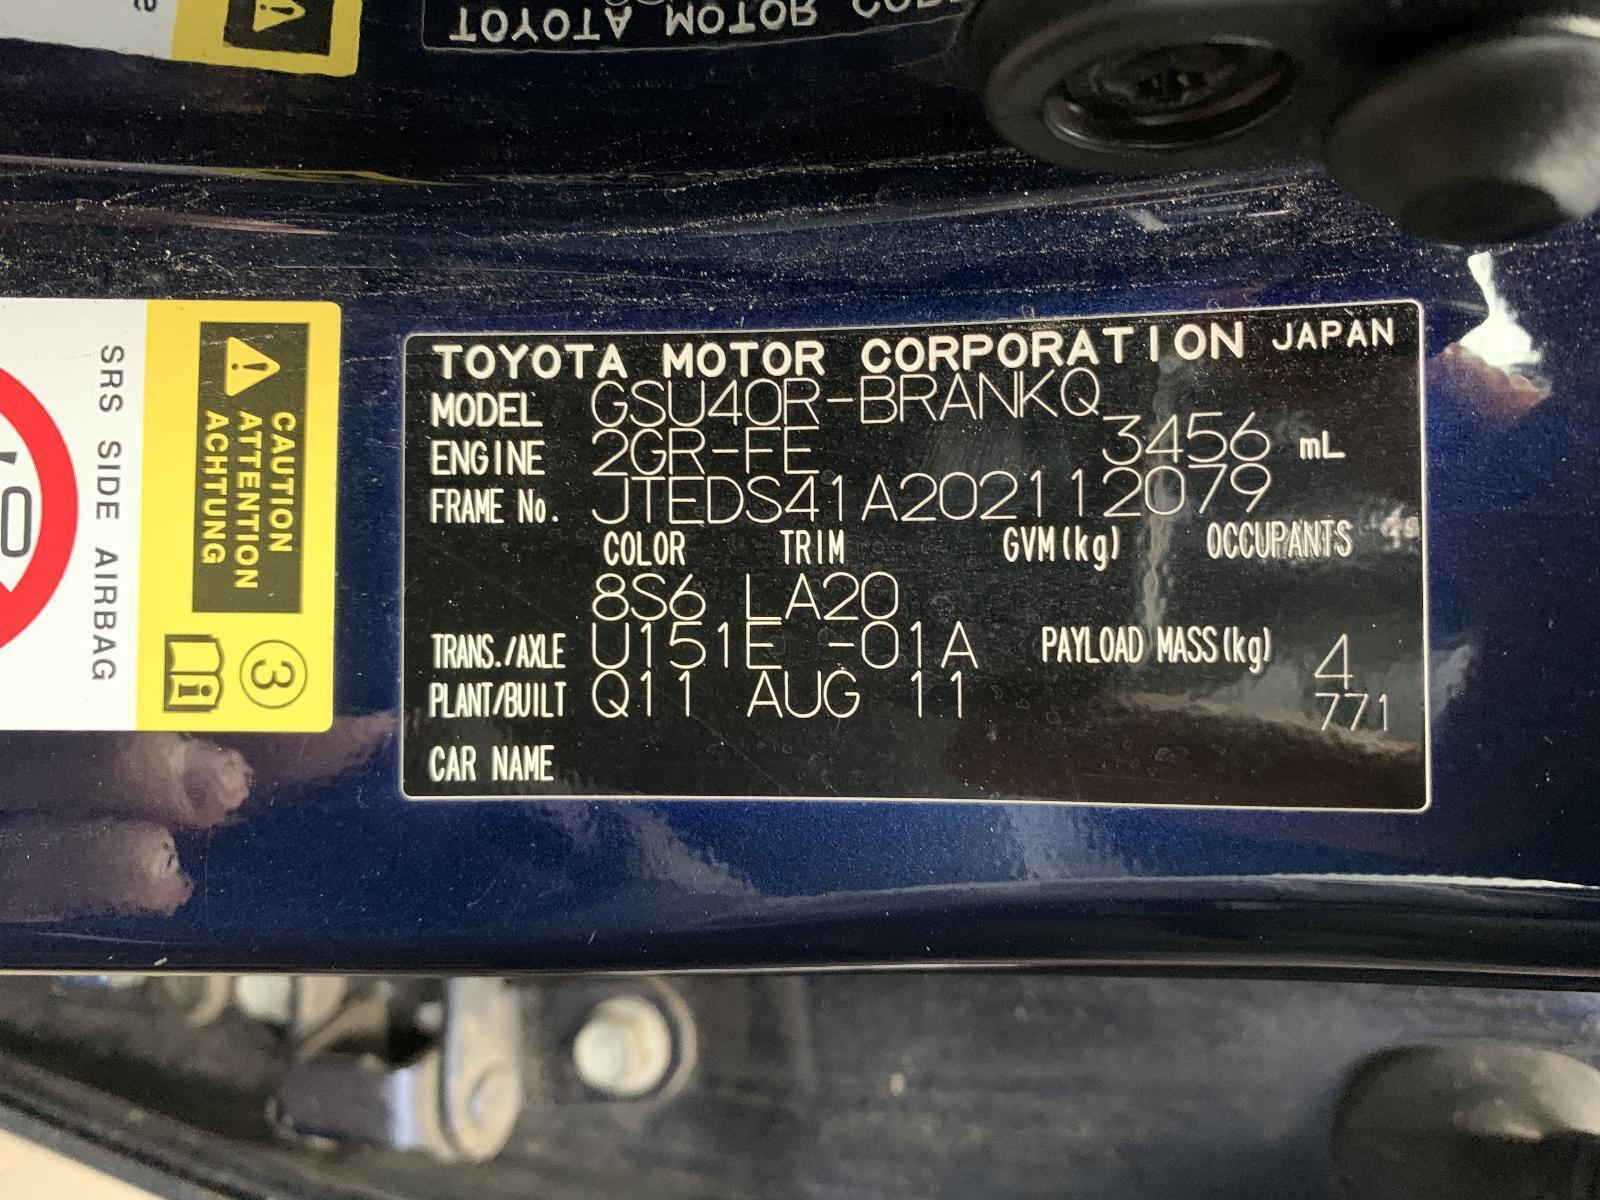 TOYOTA MOTOR
SRS SIDE AIRBAG
CAUTION
ATTENTION
ACHTUNG
3
TOYOTA MOTOR CORPORATION JAPAN
MODEL GSU40R-BRANKQ
ENGINE 2GR-FE 3456 mL
FRAME No. JTEDS41A202112079
COLOR TRIM GVM(kg) OCCUPANTS
8S6 LA20
TRANS./AXLE U151E -01A PAYLOAD MASS(kg) 4
PLANT/BUILT Q11 AUG 11 771
CAR NAME